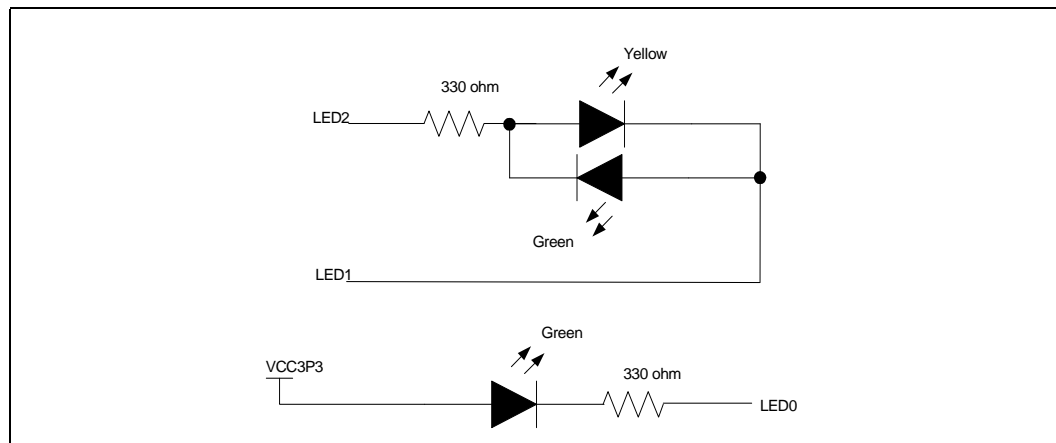 Yellow
330 ohm
LED2
Green
LED1
Green
VCC3P3
330 ohm
LED0